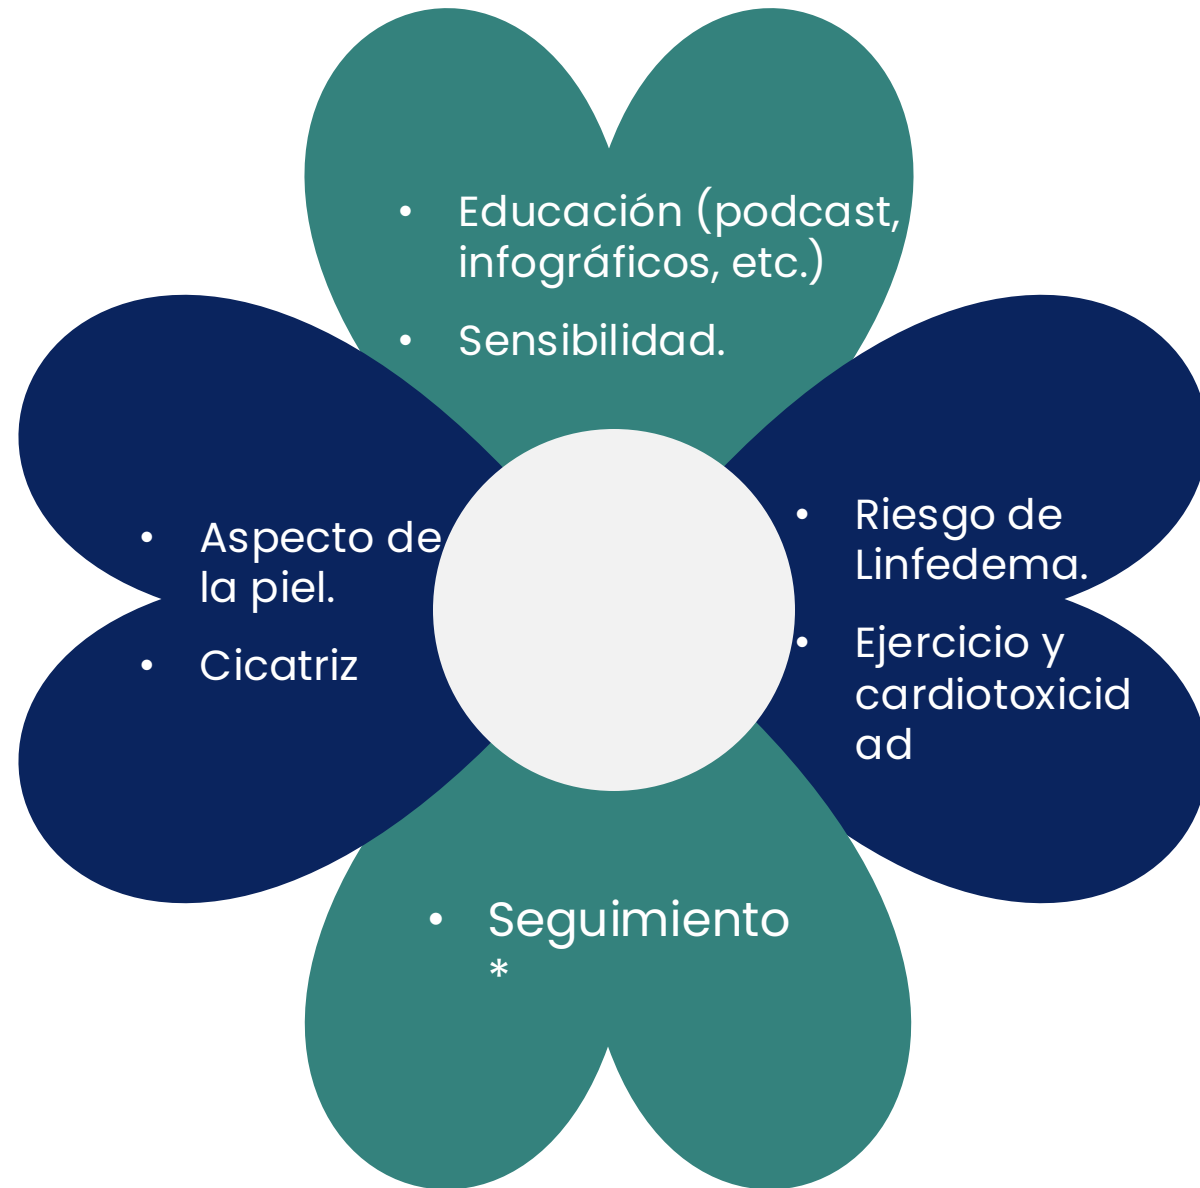 • Educación (podcast,
infográficos, etc.)
• Sensibilidad.
• Aspecto de
la piel.
• Cicatriz
• Riesgo de
Linfedema.
• Ejercicio y
cardiotoxicid
ad
• Seguimiento
*